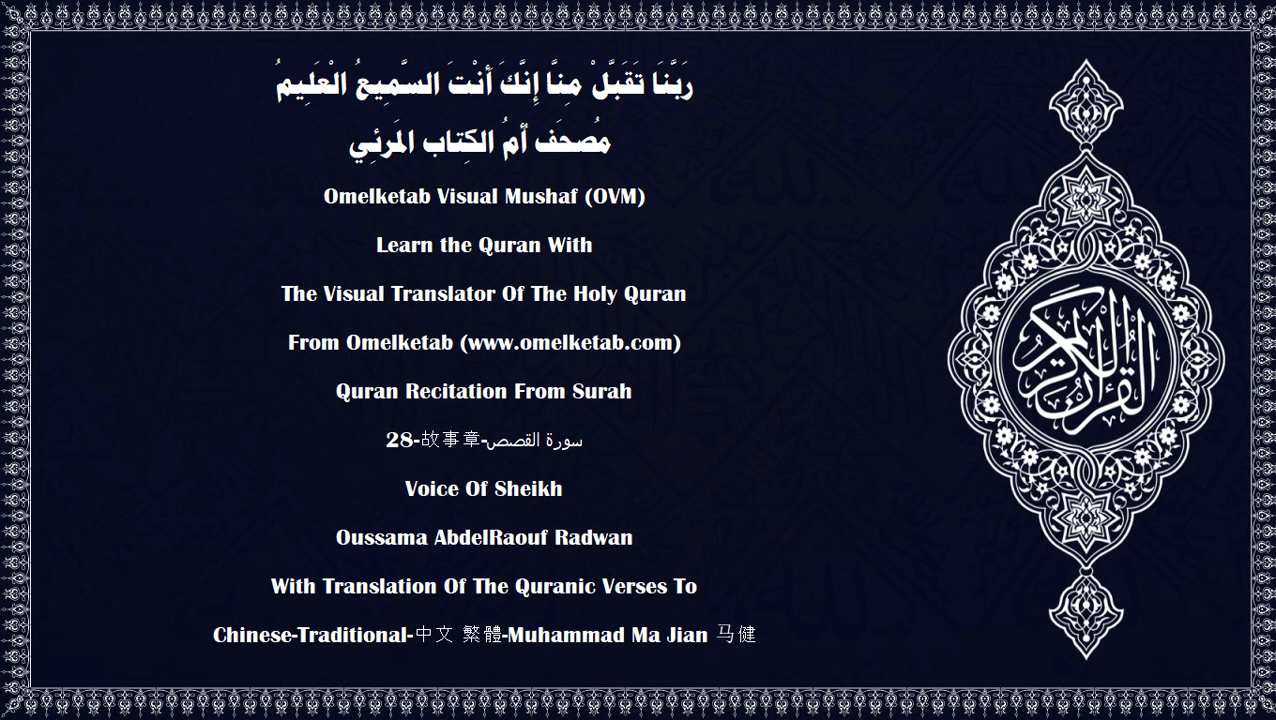 رَبَّنَا تَقَبَّلْ مِنَّا إِنَّكَ أَنْتَ السَّمِيعُ الْعَلِيمُ
مُصحَف أمُ الكِتاب المَرئِي
Omelketab Visual Mushaf (OVM)
Learn the Quran With
The Visual Translator Of The Holy Quran
From Omelketab (www.omelketab.com)
Quran Recitation From Surah
28-故事章-سورة القصص
Voice Of Sheikh
Oussama AbdelRaouf Radwan
With Translation Of The Quranic Verses To
Chinese-Traditional-中文 繁體-Muhammad Ma Jian 马健
القرآن الكريم